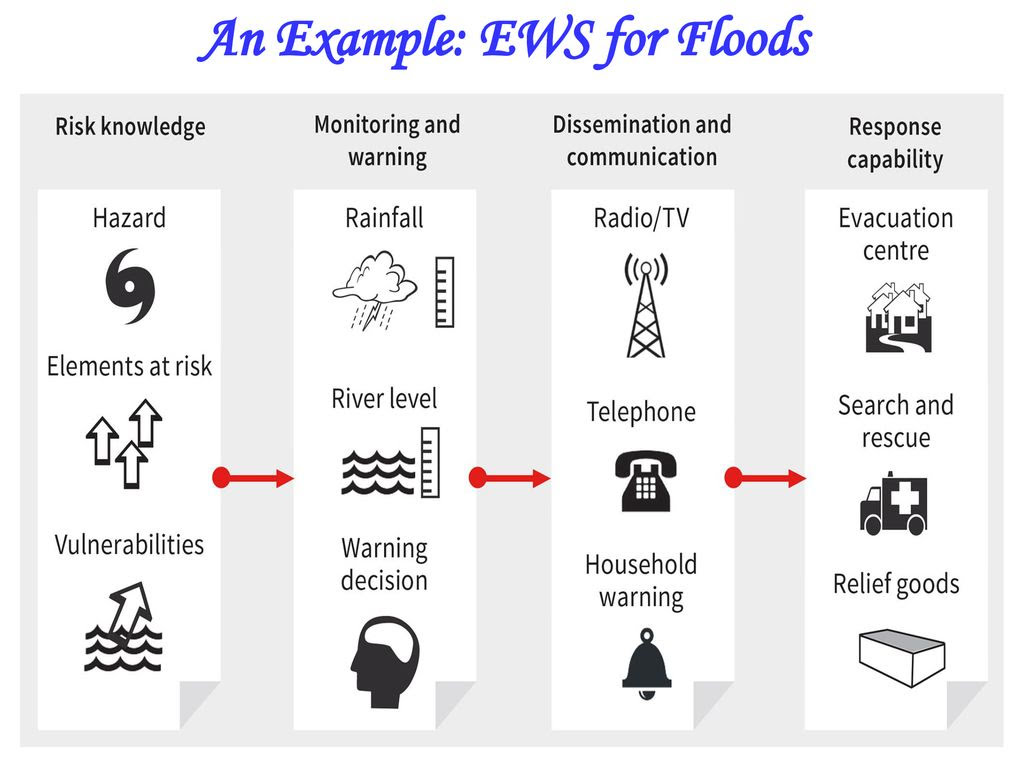 An Example: EWS for Floods
Risk knowledge
Hazard
Elements at risk
Vulnerabilities
Monitoring and
warning
Rainfall
River level
Warning
decision
Dissemination and
communication
Radio/TV
Telephone
Household
warning
Response
capability
Evacuation
centre
Search and
rescue
Relief goods